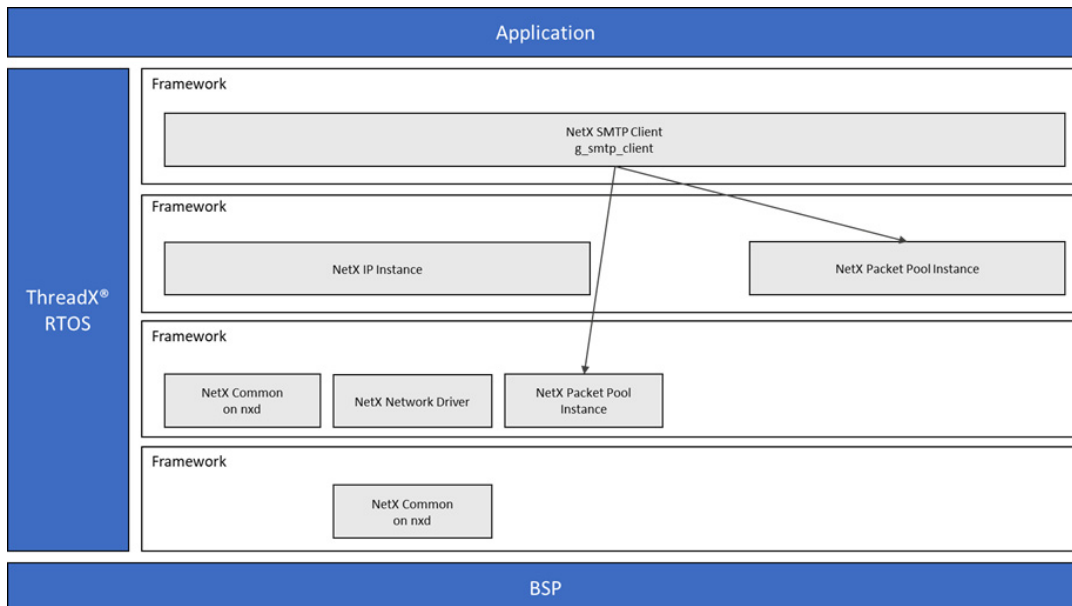 Application
ThreadX®
RTOS
Framework
NetX SMTP Client
g_smtp_client
Framework
NetX IP Instance
NetX Packet Pool Instance
Framework
NetX Common
on nxd
NetX Network Driver
NetX Packet Pool
Instance
Framework
NetX Common
on nxd
BSP